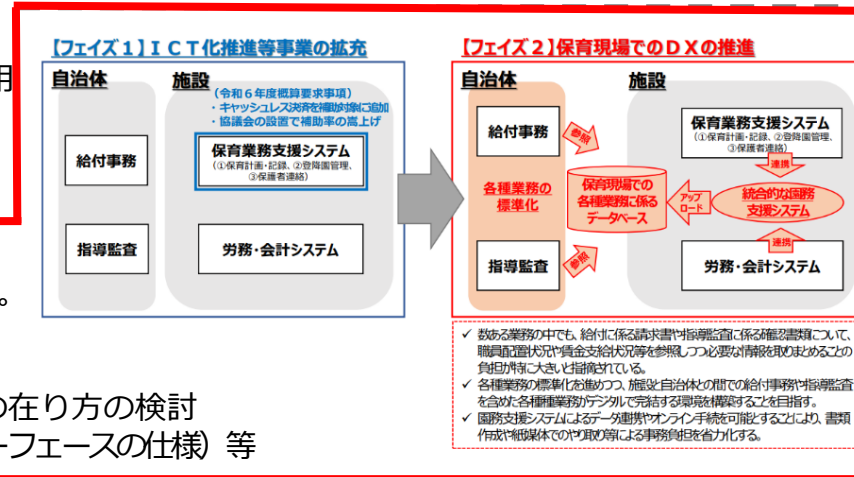 用
。
の在り方の検討
ーフェースの仕様）等
【フェイズ１】ＩＣＴ化推進等事業の拡充
自治体
施設
（令和６年度概算要求事項）
・キャッシュレス決済を補助対象に追加
・協議会の設置で補助率の嵩上げ
給付事務
保育業務支援システム
（①保育計画・記録、②登降園管理、
③保護者連絡）
指導監査
労務・会計システム
【フェイズ２】保育現場でのＤＸの推進
自治体
施設
給付事務
参照
保育業務支援システム
（①保育計画・記録、②登降園管理、
③保護者連絡）
連携
各種業務の
標準化
保育現場での
各種業務に係る
データベース
アップ
ロード
統合的な園務
支援システム
連携
指導監査
参照
労務・会計システム
✓ 数ある業務の中でも、給付に係る請求書や指導監査に係る確認書類について、
職員配置状況や賃金支給状況等を参照しつつ必要な情報を取りまとめることの
負担が特に大きいと指摘されている。
✓ 各種業務の標準化を進めつつ、施設と自治体との間での給付事務や指導監査
を含めた各種種業務がデジタルで完結する環境を構築することを目指す。
✓ 園務支援システムによるデータ連携やオンライン手続を可能とすることにより、書類
作成や紙媒体でのやり取り等による事務負担を省力化する。